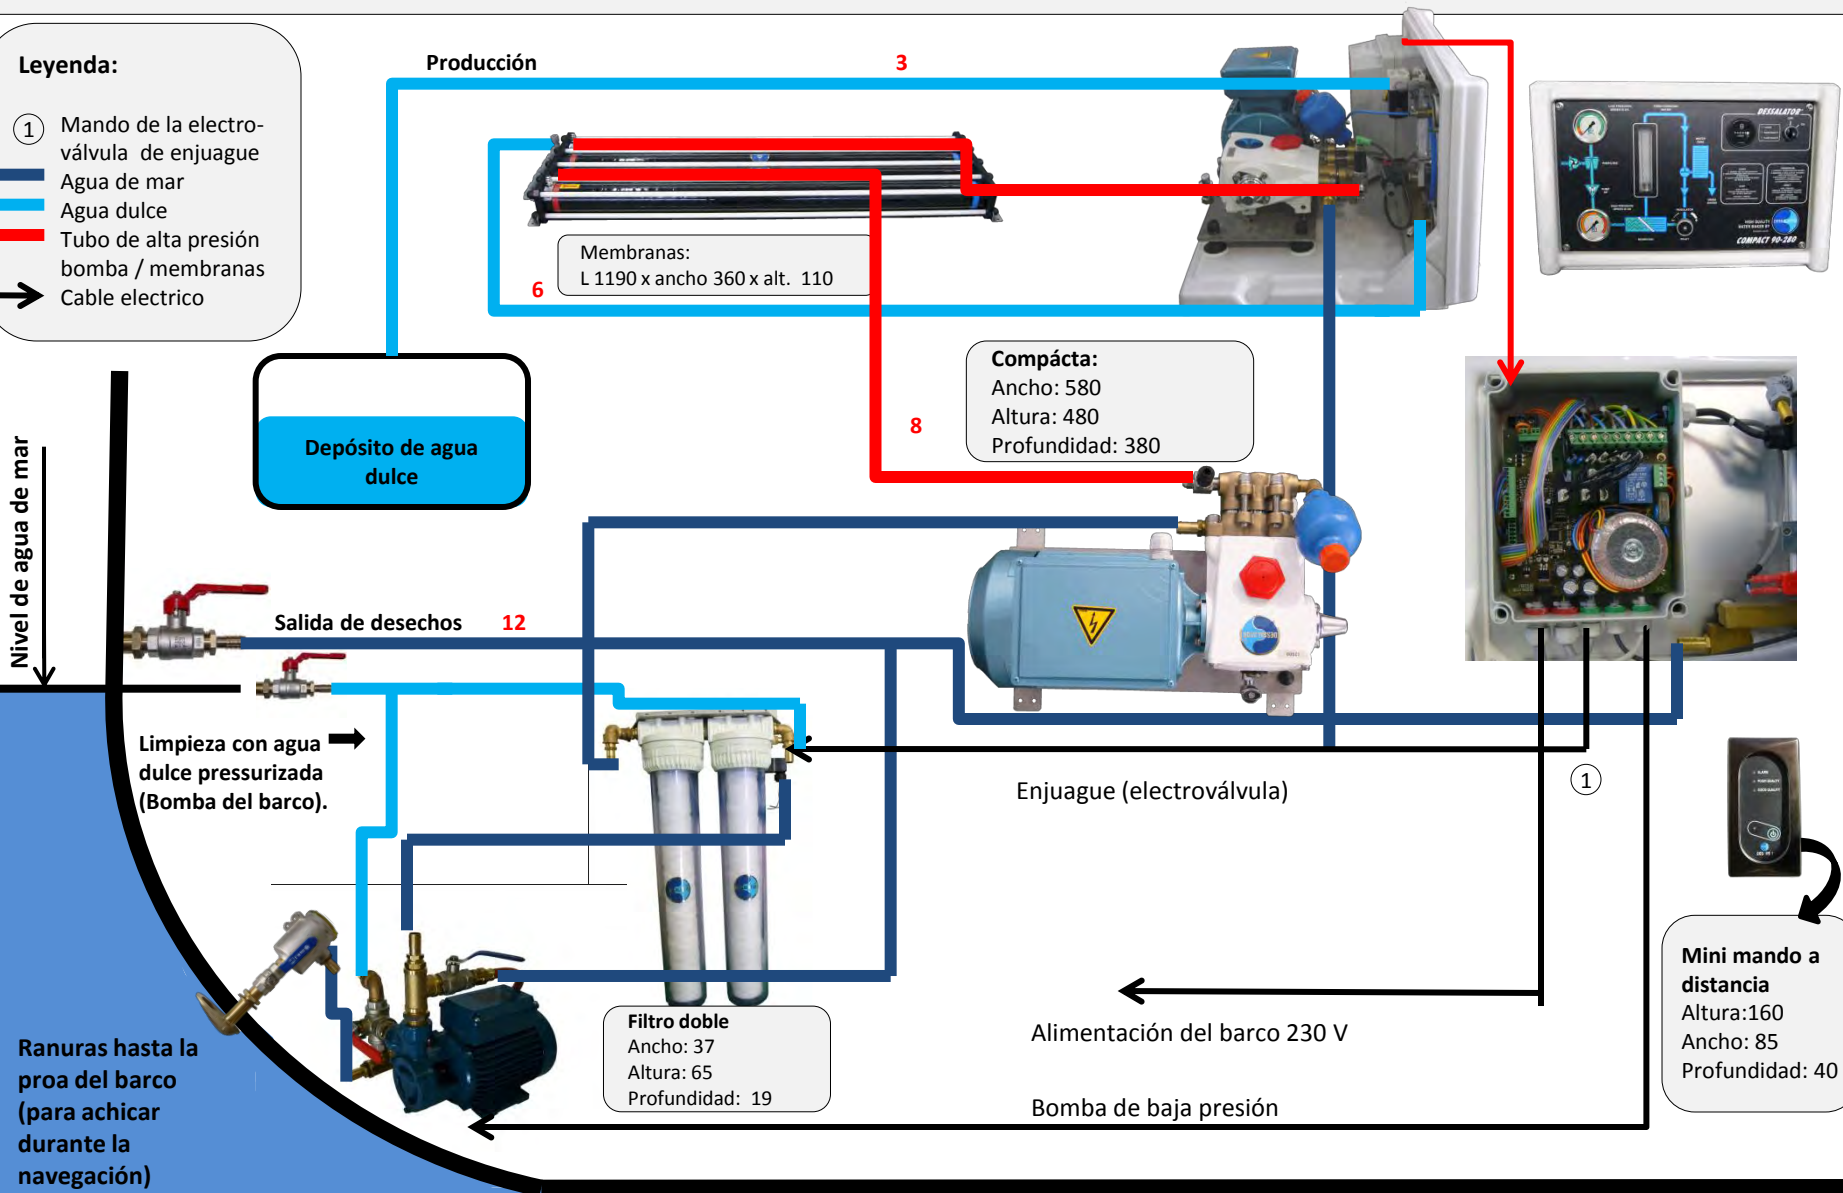 Leyenda:
1 Mando de la electro-
válvula de enjuague
Agua de mar
Agua dulce
Tubo de alta presión
bomba / membranas
Cable electrico
Producción
3
DESSALATOR
COMPACT 90-280
Membranas:
L 1190 x ancho 360 x alt. 110
6
Compácta:
Ancho: 580
Altura: 480
Profundidad: 380
8
Depósito de agua
dulce
Nivel de agua de mar
Salida de desechos 12
Limpieza con agua
dulce pressurizada
(Bomba del barco).
Enjuague (electroválvula)
1
Filtro doble
Ancho: 37
Altura: 65
Profundidad: 19
Alimentación del barco 230 V
Bomba de baja presión
Mini mando a
distancia
Altura:160
Ancho: 85
Profundidad: 40
Ranuras hasta la
proa del barco
(para achicar
durante la
navegación)